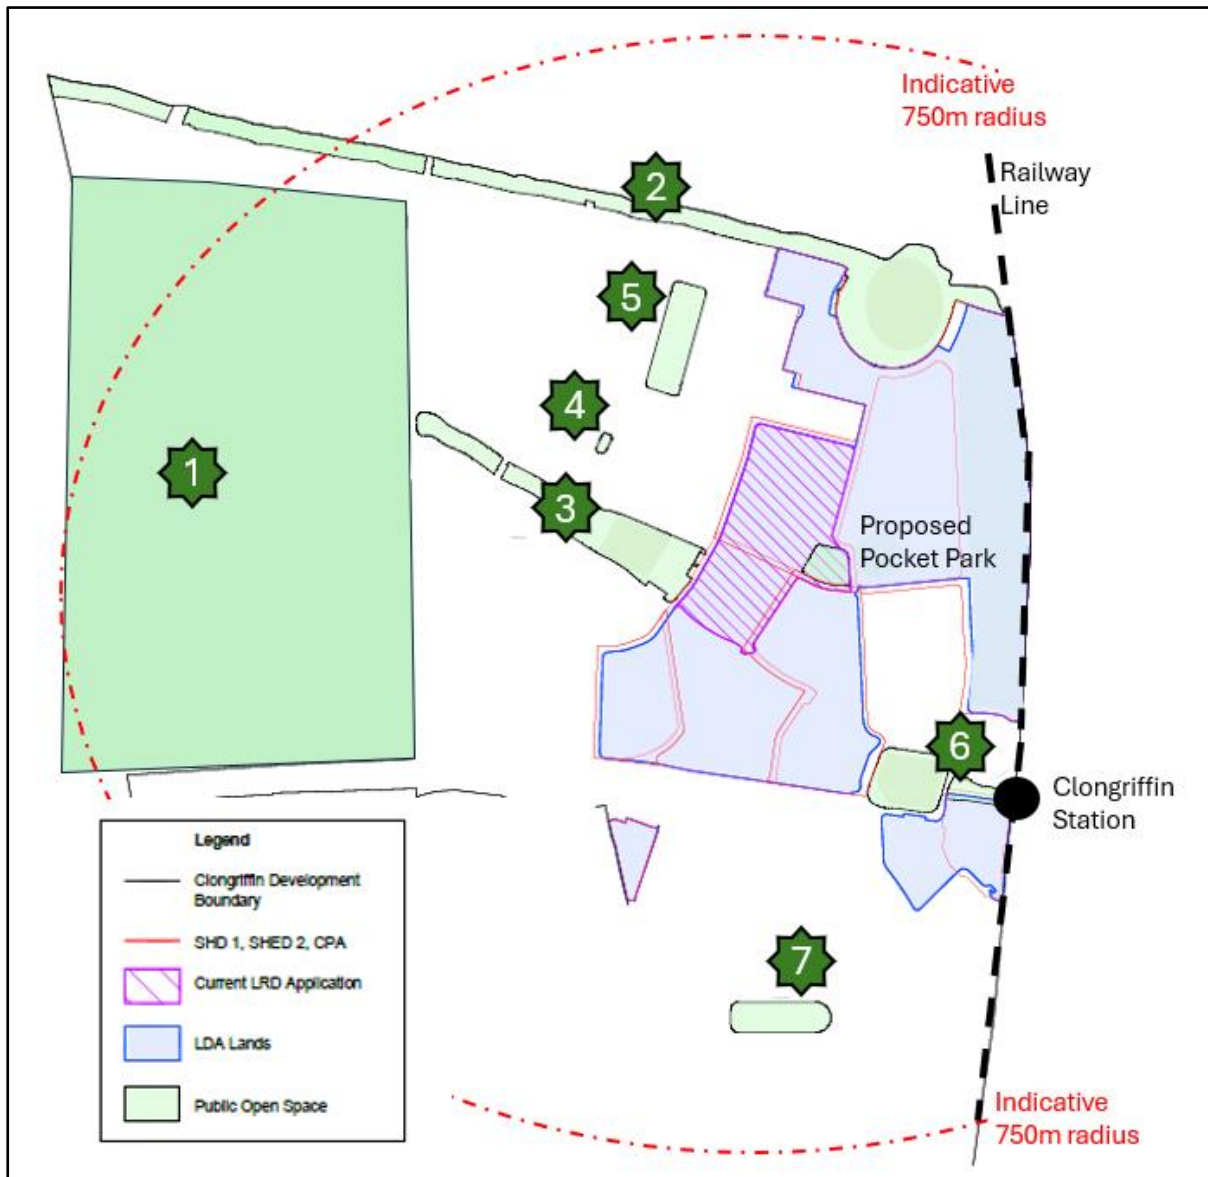 Indicative
750m radius
Railway
Line
2
5
4
1
3
Proposed
Pocket Park
6
Clongriffin
Station
Legend
Clongriffin Development
Boundary
SHD 1, SHED 2, CPA
Current LRD Application
LDA Lands
Public Open Space
7
Indicative
750m radius